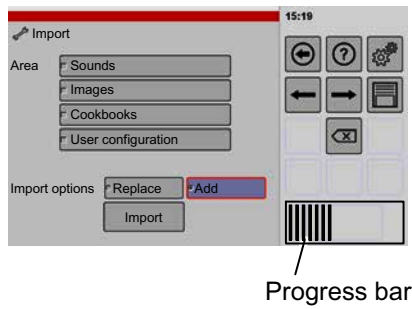 15:19
Import
Area
Sounds
Images
Cookbooks
User configuration
Import options
Replace
Add
Import
?
Progress bar